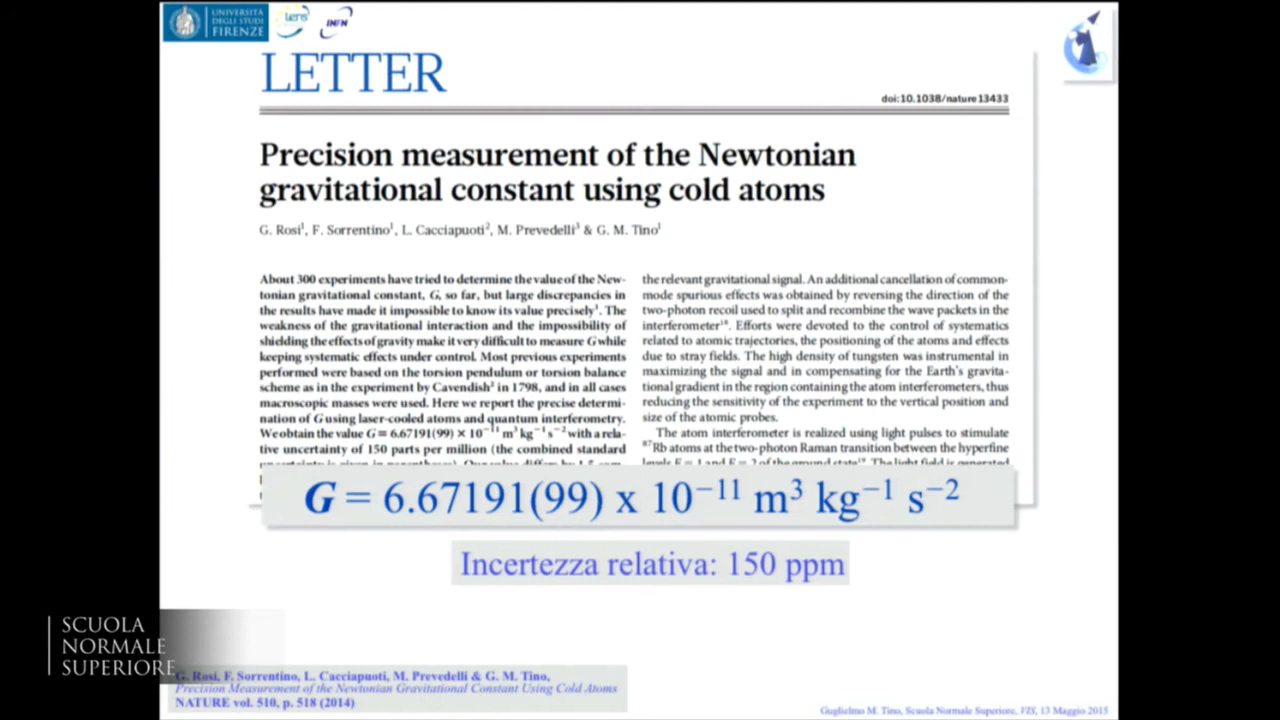 UNIVERSITÀ
DEGLI STUDI
FIRENZE
lens
INFN
LETTER
doi:10.1038/nature13433
Precision measurement of the Newtonian
gravitational constant using cold atoms
G. Rosi¹, F. Sorrentino¹, L. Cacciapuoti², M. Prevedelli³ & G. M. Tino¹
About 300 experiments have tried to determine the value of the New-
tonian gravitational constant, G, so far, but large discrepancies in
the results have made it impossible to know its value precisely¹. The
weakness of the gravitational interaction and the impossibility of
shielding the effects of gravity make it very difficult to measure G while
keeping systematic effects under control. Most previous experiments
performed were based on the torsion pendulum or torsion balance
scheme as in the experiment by Cavendish² in 1798, and in all cases
macroscopic masses were used. Here we report the precise determi-
nation of G using laser-cooled atoms and quantum interferometry.
We obtain the value G = 6.67191(99) × 10⁻¹¹ m³ kg⁻¹ s⁻² with a rela-
tive uncertainty of 150 parts per million (the combined standard
the relevant gravitational signal. An additional cancellation of common-
mode spurious effects was obtained by reversing the direction of the
two-photon recoil used to split and recombine the wave packets in the
interferometer¹⁸. Efforts were devoted to the control of systematics
related to atomic trajectories, the positioning of the atoms and effects
due to stray fields. The high density of tungsten was instrumental in
maximizing the signal and in compensating for the Earth's gravita-
tional gradient in the region containing the atom interferometers, thus
reducing the sensitivity of the experiment to the vertical position and
size of the atomic probes.
The atom interferometer is realized using light pulses to stimulate
⁸⁷Rb atoms at the two-photon Raman transition between the hyperfine
G = 6.67191(99) x 10⁻¹¹ m³ kg⁻¹ s⁻²
Incertezza relativa: 150 ppm
SCUOLA
NORMALE
SUPERIORE
G. Rosi, F. Sorrentino, L. Cacciapuoti, M. Prevedelli & G. M. Tino,
Precision Measurement of the Newtonian Gravitational Constant Using Cold Atoms
NATURE vol. 510, p. 518 (2014)
Guglielmo M. Tino, Scuola Normale Superiore, VIS, 13 Maggio 2015